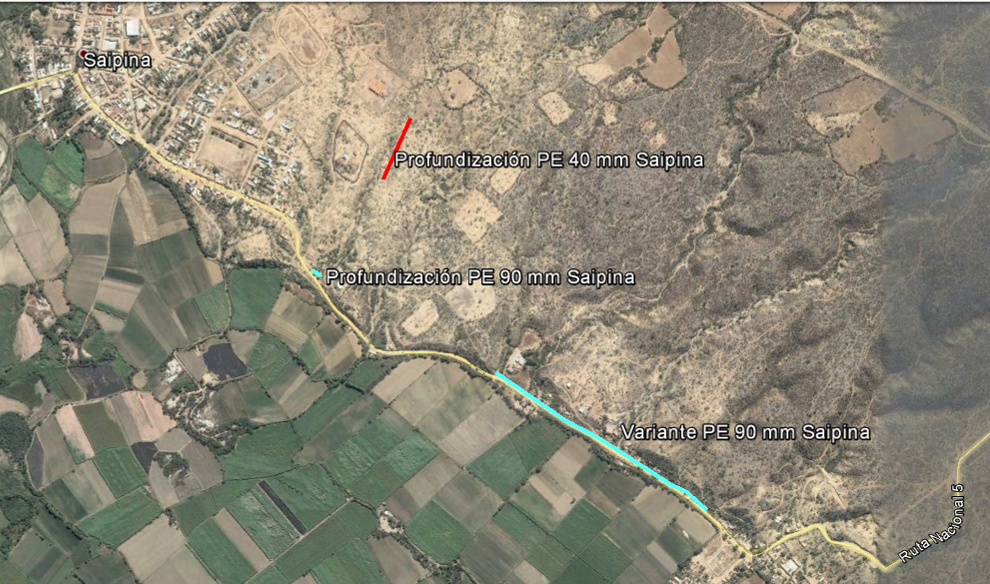 Saipina
Profundización PE 40 mm Saipina
Profundización PE 90 mm Saipina
Variante PE 90 mm Saipina
Ruta Nacional 5